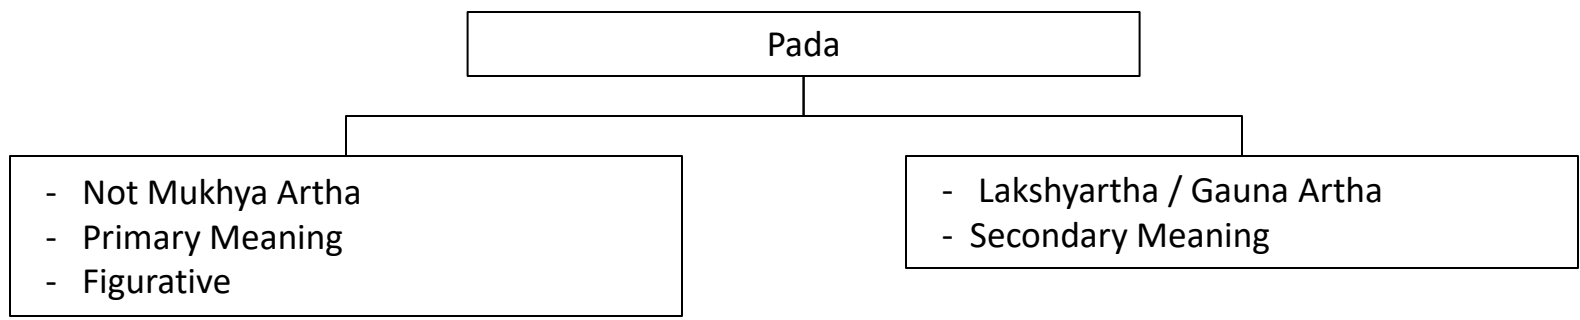 Pada
- Not Mukhya Artha
- Primary Meaning
- Figurative
- Lakshyartha / Gauna Artha
- Secondary Meaning